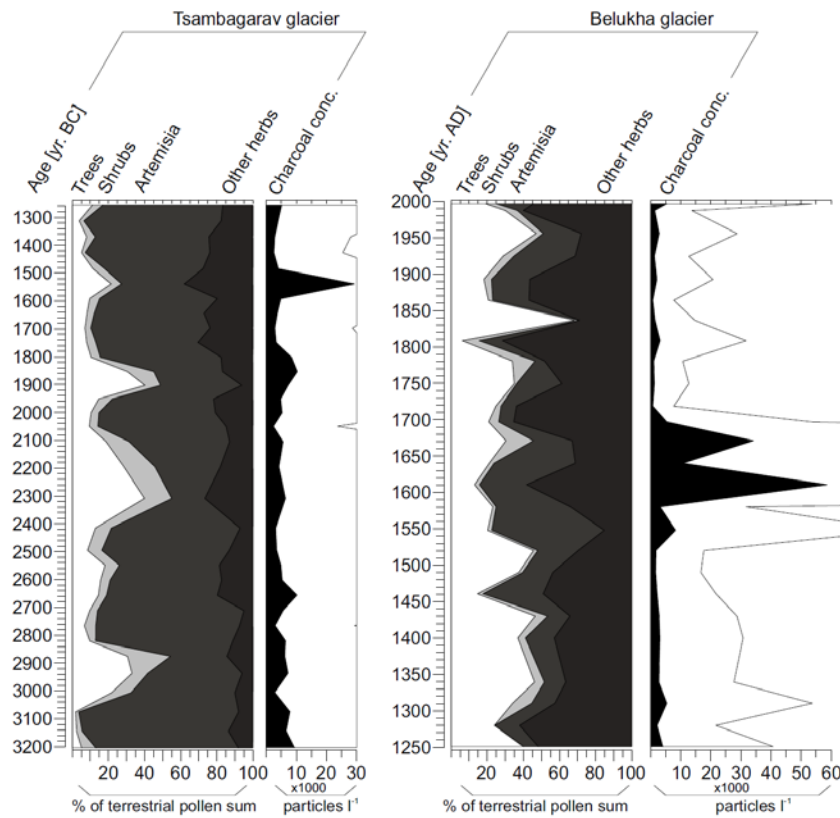 Tsambagarav glacier
Age [yr. BC]
Trees
Shrubs
Artemisia
Other herbs
Charcoal conc.
1300
1400
1500
1600
1700
1800
1900
2000
2100
2200
2300
2400
2500
2600
2700
2800
2900
3000
3100
3200
20 40 60 80 100
% of terrestrial pollen sum
10 20 30
x1000
particles l-1
Belukha glacier
Age [yr. AD]
Trees
Shrubs
Artemisia
Other herbs
Charcoal conc.
2000
1950
1900
1850
1800
1750
1700
1650
1600
1550
1500
1450
1400
1350
1300
1250
20 40 60 80 100
% of terrestrial pollen sum
10 20 30 40 50 60
x1000
particles l-1